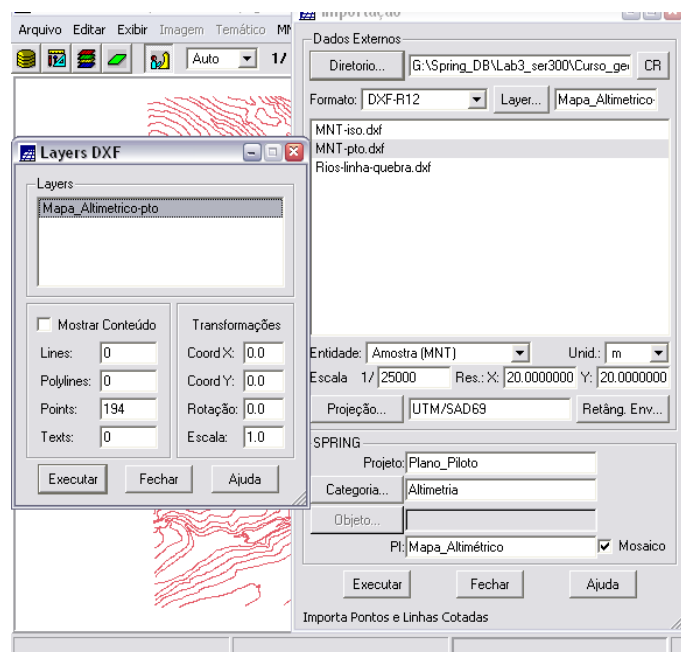 Importação
Arquivo Editar Exibir Imagem Temático MN
Auto 1/
Dados Externos
Diretorio... G:\Spring_DB\Lab3_ser300\Curso_ge CR
Formato: DXF-R12 Layer... Mapa_Altimetrico-
MNT-iso.dxf
MNT-pto.dxf
Rios-linha-quebra.dxf
Layers DXF
Layers
Mapa_Altimetrico-pto
Mostrar Conteúdo
Lines: 0
Polylines: 0
Points: 194
Texts: 0
Transformações
Coord X: 0.0
Coord Y: 0.0
Rotação: 0.0
Escala: 1.0
Executar Fechar Ajuda
Entidade: Amostra (MNT) Unid.: m
Escala 1/ 25000 Res.: X: 20.0000000 Y: 20.0000000
Projeção... UTM/SAD69 Retâng. Env...
SPRING
Projeto: Plano_Piloto
Categoria... Altimetria
Objeto...
PI: Mapa_Altimétrico Mosaico
Executar Fechar Ajuda
Importa Pontos e Linhas Cotadas